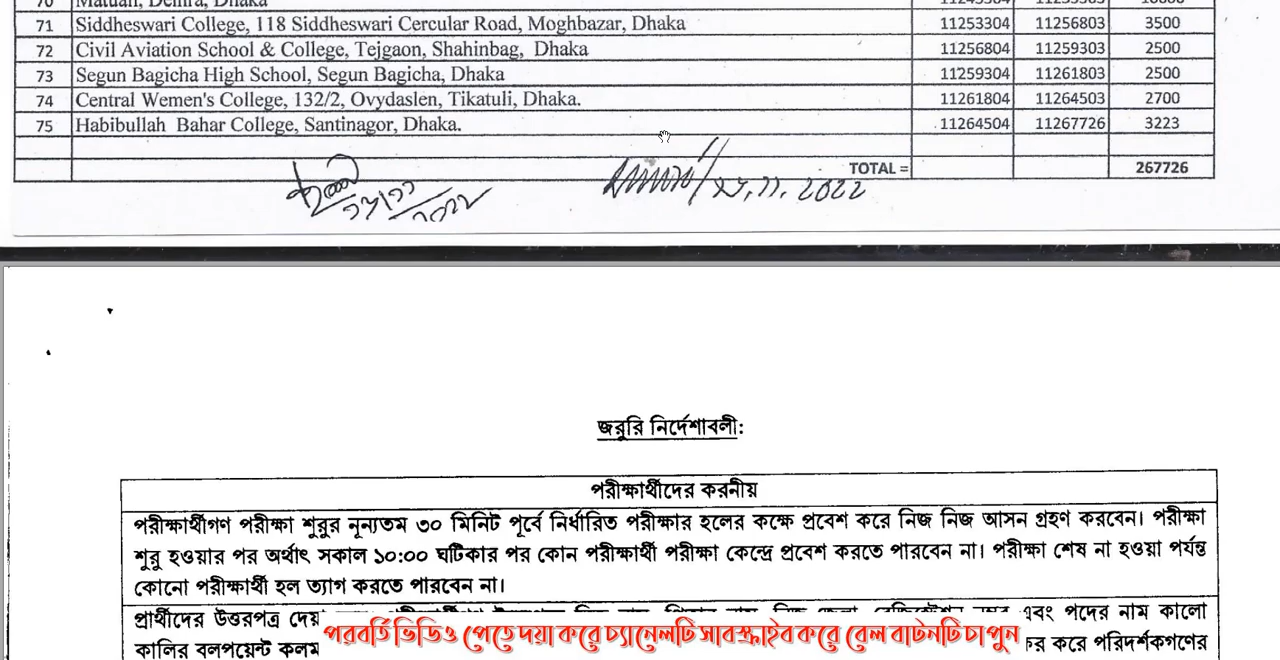 71 Siddheswari College, 118 Siddheswari Cercular Road, Moghbazar, Dhaka 11253304 11256803 3500
72 Civil Aviation School & College, Tejgaon, Shahinbag, Dhaka 11256804 11259303 2500
73 Segun Bagicha High School, Segun Bagicha, Dhaka 11259304 11261803 2500
74 Central Wemen's College, 132/2, Ovydaslen, Tikatuli, Dhaka. 11261804 11264503 2700
75 Habibullah Bahar College, Santinagor, Dhaka. 11264504 11267726 3223
TOTAL = 267726
জরুরি নির্দেশাবলী:
পরীক্ষার্থীদের করনীয়
পরীক্ষার্থীগণ পরীক্ষা শুরুর নূন্যতম ৩০ মিনিট পূর্বে নির্ধারিত পরীক্ষার হলের কক্ষে প্রবেশ করে নিজ নিজ আসন গ্রহণ করবেন। পরীক্ষা
শুরু হওয়ার পর অর্থাৎ সকাল ১০:০০ ঘটিকার পর কোন পরীক্ষার্থী পরীক্ষা কেন্দ্রে প্রবেশ করতে পারবেন না। পরীক্ষা শেষ না হওয়া পর্যন্ত
কোনো পরীক্ষার্থী হল ত্যাগ করতে পারবেন না।
প্রার্থীদের উত্তরপত্র এবং পদের নাম কালো
কালির বলপয়েন্ট কলম করে পরিদর্শকগণের
পরবর্তি ভিডিও পেতে দয়া করে চ্যানেলটি সাবস্ক্রাইব করে বেল বাটনটি চাপুন